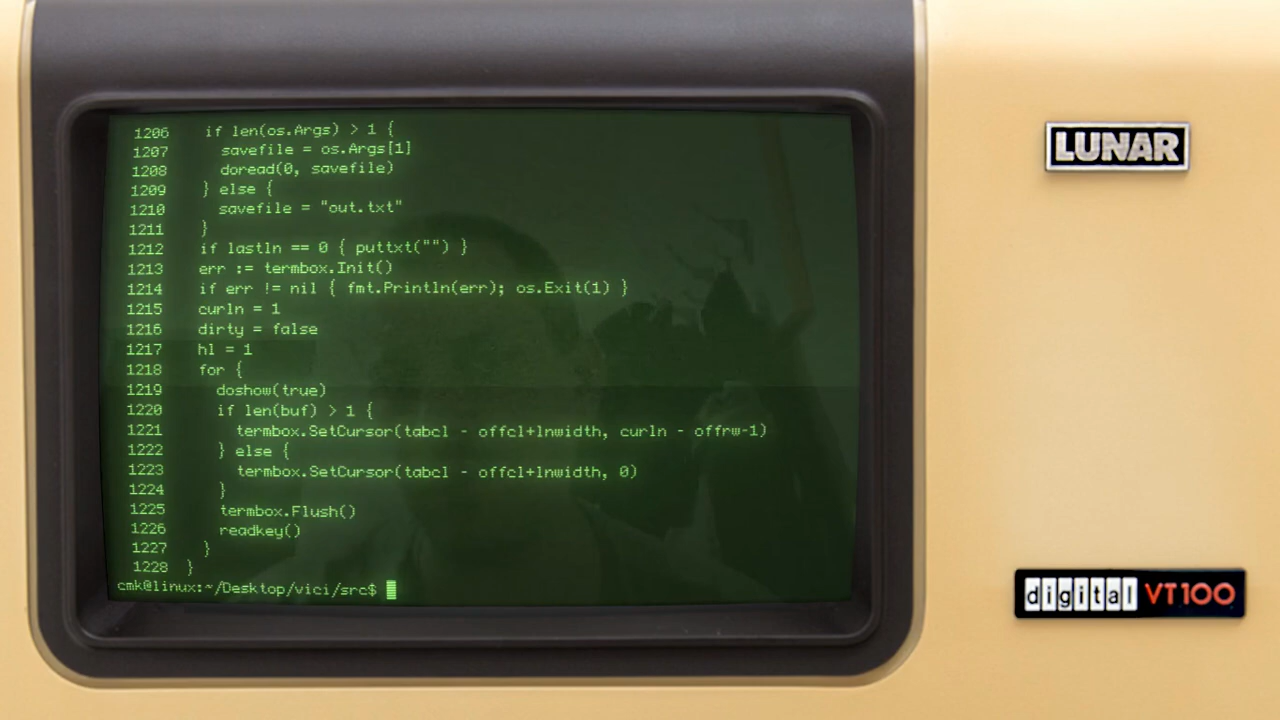 1206     if len(os.Args) > 1 {
1207       savefile = os.Args[1]
1208       doread(0, savefile)
1209     } else {
1210       savefile = "out.txt"
1211     }
1212     if lastln == 0 { puttxt("") }
1213     err := termbox.Init()
1214     if err != nil { fmt.Println(err); os.Exit(1) }
1215     curln = 1
1216     dirty = false
1217     hl = 1
1218     for {
1219       doshow(true)
1220       if len(buf) > 1 {
1221         termbox.SetCursor(tabcl - offcl+lnwidth, curln - offrw-1)
1222       } else {
1223         termbox.SetCursor(tabcl - offcl+lnwidth, 0)
1224       }
1225       termbox.Flush()
1226       readkey()
1227     }
1228   }
cmk@linux:~/Desktop/vici/src$
LUNAR
digital VT100